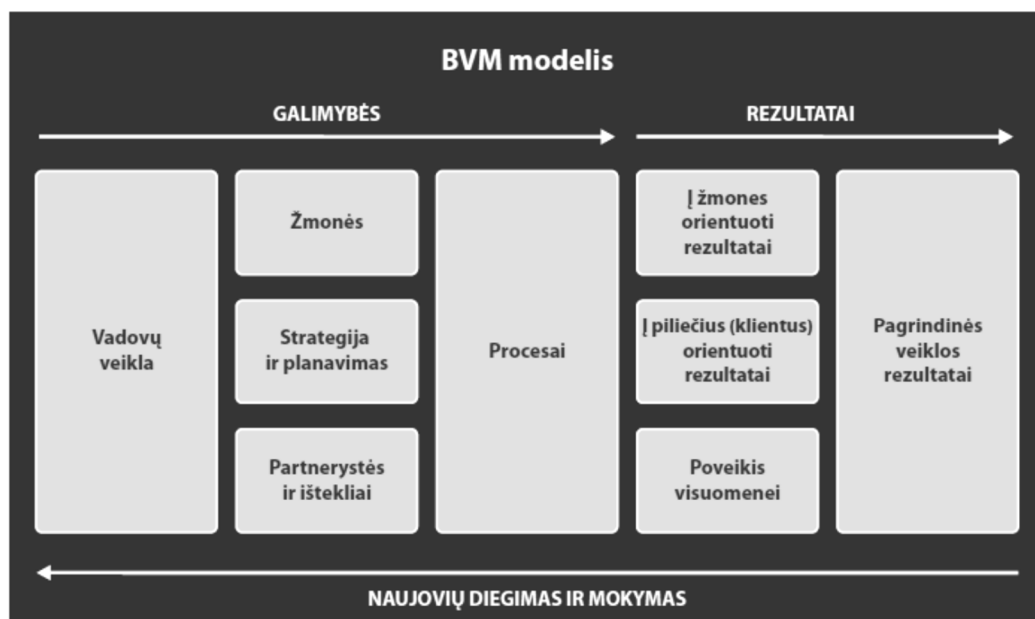 BVM modelis
GALIMYBĖS
REZULTATAI
Vadovų
veikla
Žmonės
Strategija
ir planavimas
Partnerystės
ir ištekliai
Procesai
Į žmones
orientuoti
rezultatai
Į piliečius (klientus)
orientuoti
rezultatai
Poveikis
visuomenei
Pagrindinės
veiklos
rezultatai
NAUJOVIŲ DIEGIMAS IR MOKYMAS